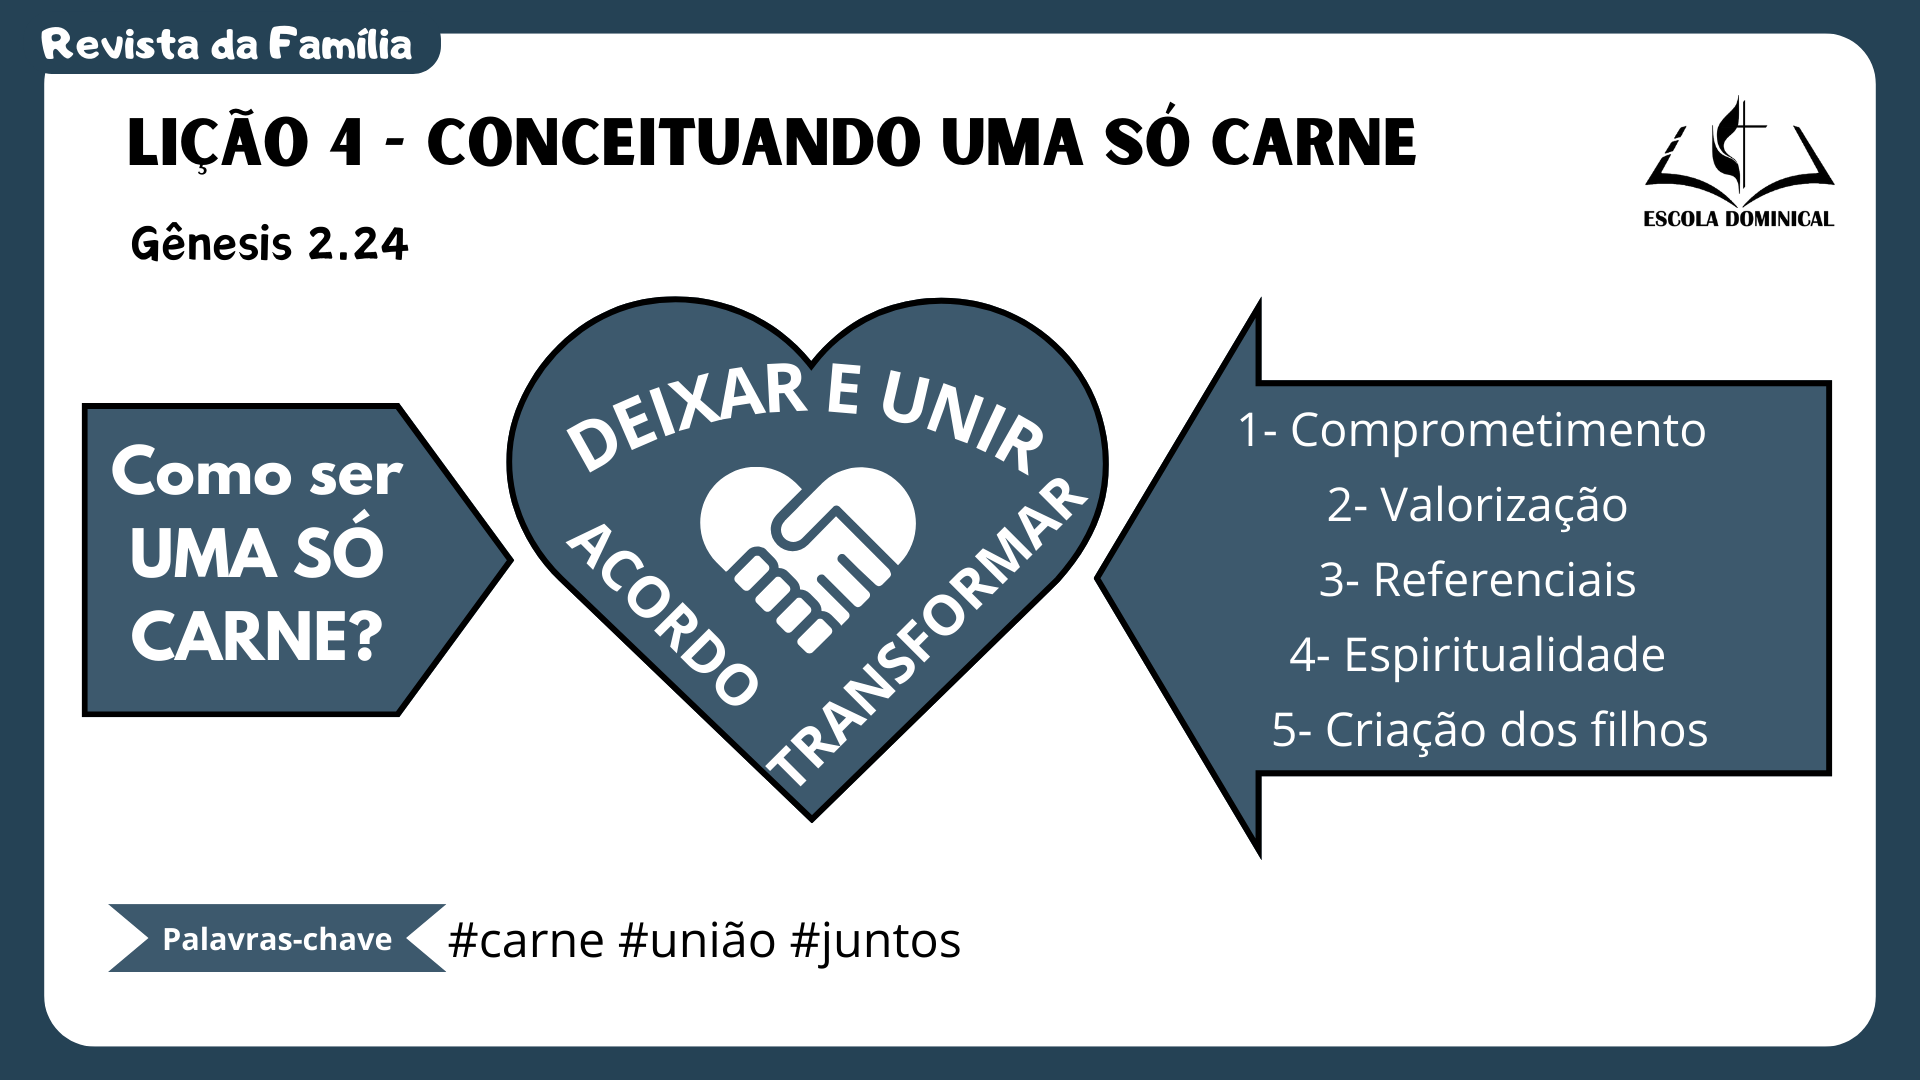 Revista da Família
LIÇÃO 4 - CONCEITUANDO UMA SÓ CARNE
ESCOLA DOMINICAL
Gênesis 2.24
Como ser
UMA SÓ
CARNE?
DEIXAR E UNIR
ACORDO
TRANSFORMAR
1- Comprometimento
2- Valorização
3- Referenciais
4- Espiritualidade
5- Criação dos filhos
Palavras-chave
#carne #união #juntos